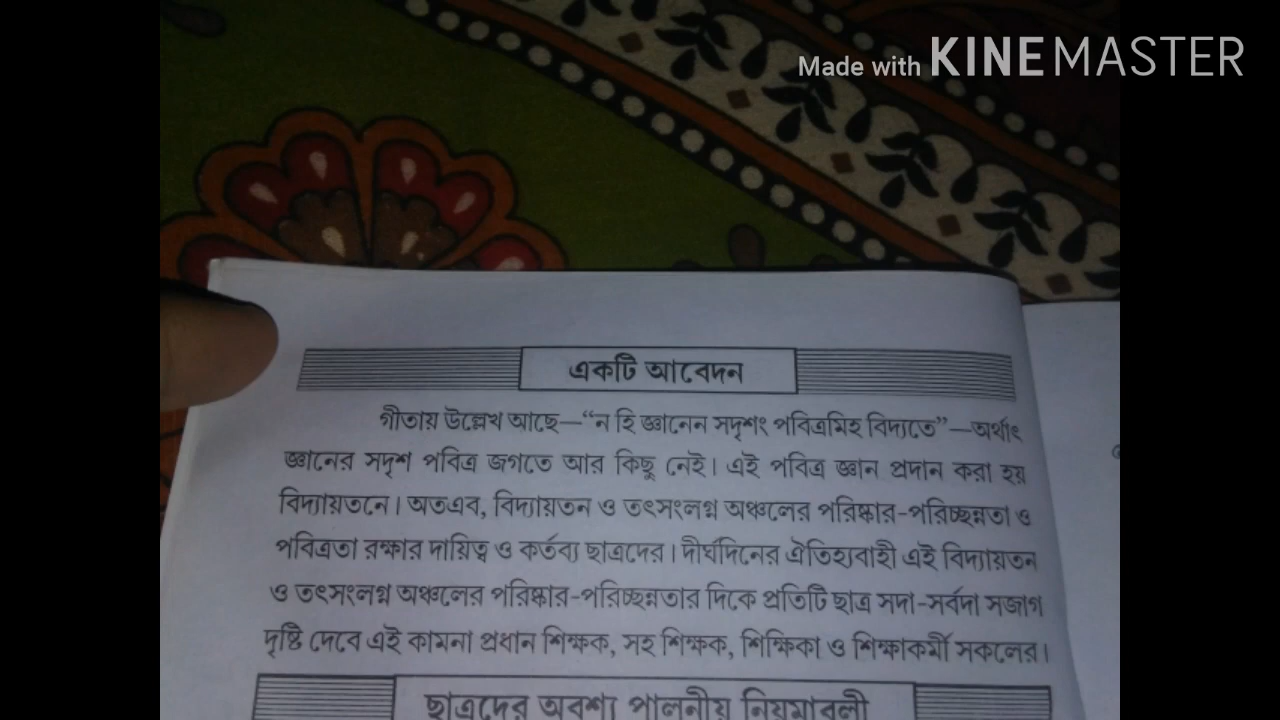 Made with KINEMASTER
একটি আবেদন
গীতায় উল্লেখ আছে—“ন হি জ্ঞানেন সদৃশং পবিত্রমিহ বিদ্যতে”—অর্থাৎ
জ্ঞানের সদৃশ পবিত্র জগতে আর কিছু নেই। এই পবিত্র জ্ঞান প্রদান করা হয়
বিদ্যায়তনে। অতএব, বিদ্যায়তন ও তৎসংলগ্ন অঞ্চলের পরিষ্কার-পরিচ্ছন্নতা ও
পবিত্রতা রক্ষার দায়িত্ব ও কর্তব্য ছাত্রদের। দীর্ঘদিনের ঐতিহ্যবাহী এই বিদ্যায়তন
ও তৎসংলগ্ন অঞ্চলের পরিষ্কার-পরিচ্ছন্নতার দিকে প্রতিটি ছাত্র সদা-সর্বদা সজাগ
দৃষ্টি দেবে এই কামনা প্রধান শিক্ষক, সহ শিক্ষক, শিক্ষিকা ও শিক্ষাকর্মী সকলের।
ছাত্রদের অবশ্য পালনীয় নিয়মাবলী